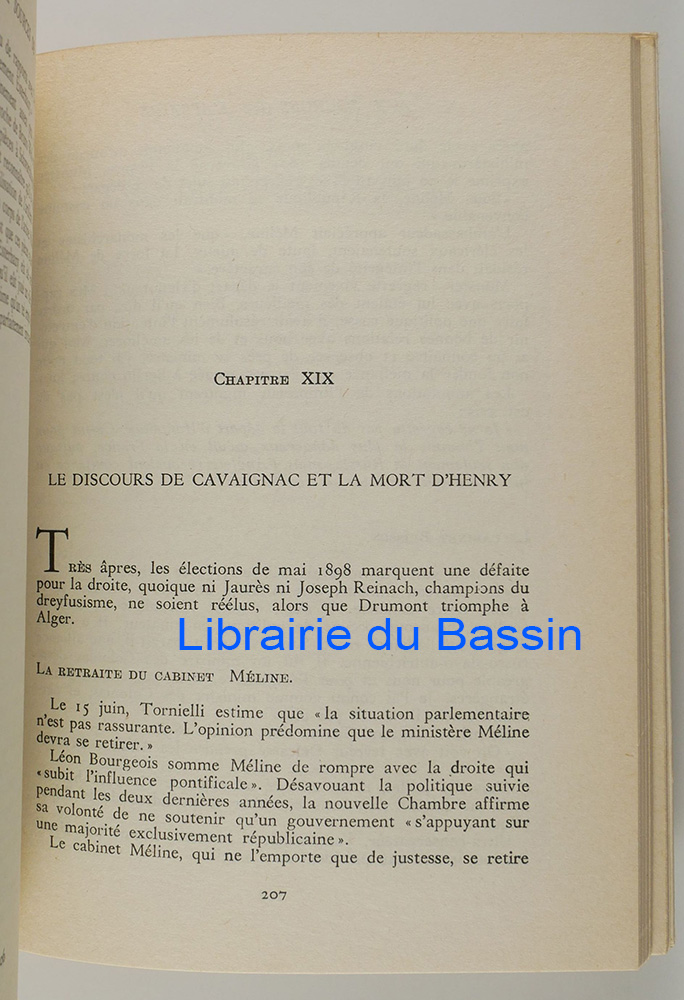 CHAPITRE XIX
LE DISCOURS DE CAVAIGNAC ET LA MORT D'HENRY
TRÈS âpres, les élections de mai 1898 marquent une défaite
pour la droite, quoique ni Jaurès ni Joseph Reinach, champions du
dreyfusisme, ne soient réélus, alors que Drumont triomphe à
Alger.
Librairie du Bassin
LA RETRAITE DU CABINET MÉLINE.
Le 15 juin, Tornielli estime que « la situation parlementaire
n'est pas rassurante. L'opinion prédomine que le ministère Méline
devra se retirer. »
Léon Bourgeois somme Méline de rompre avec la droite qui
« subit l'influence pontificale ». Désavouant la politique suivie
pendant les deux dernières années, la nouvelle Chambre affirme
sa volonté de ne soutenir qu'un gouvernement « s'appuyant sur
une majorité exclusivement républicaine ».
Le cabinet Méline, qui ne l'emporte que de justesse, se retire
207